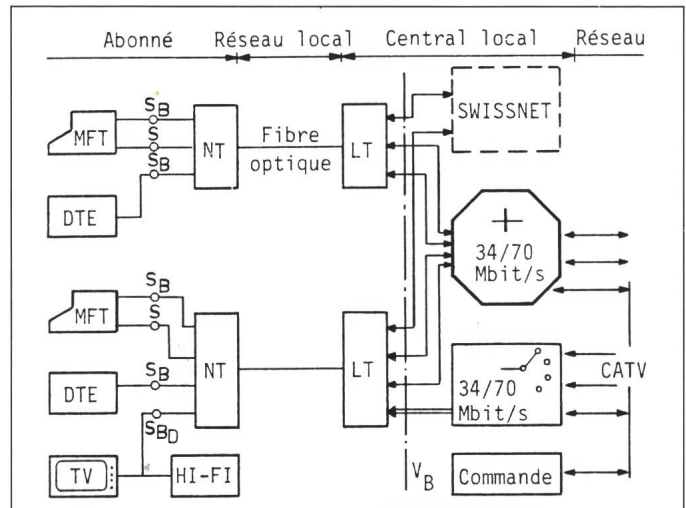 Abonné Réseau local Central local Réseau
S_B
MFT
S
NT
Fibre
optique
LT
SWISSNET
S_B
DTE
34/70
Mbit/s
S_B
MFT
S
NT
LT
DTE
S_B
34/70
Mbit/s
CATV
S_B_D
TV
HI-FI
V_B
Commande